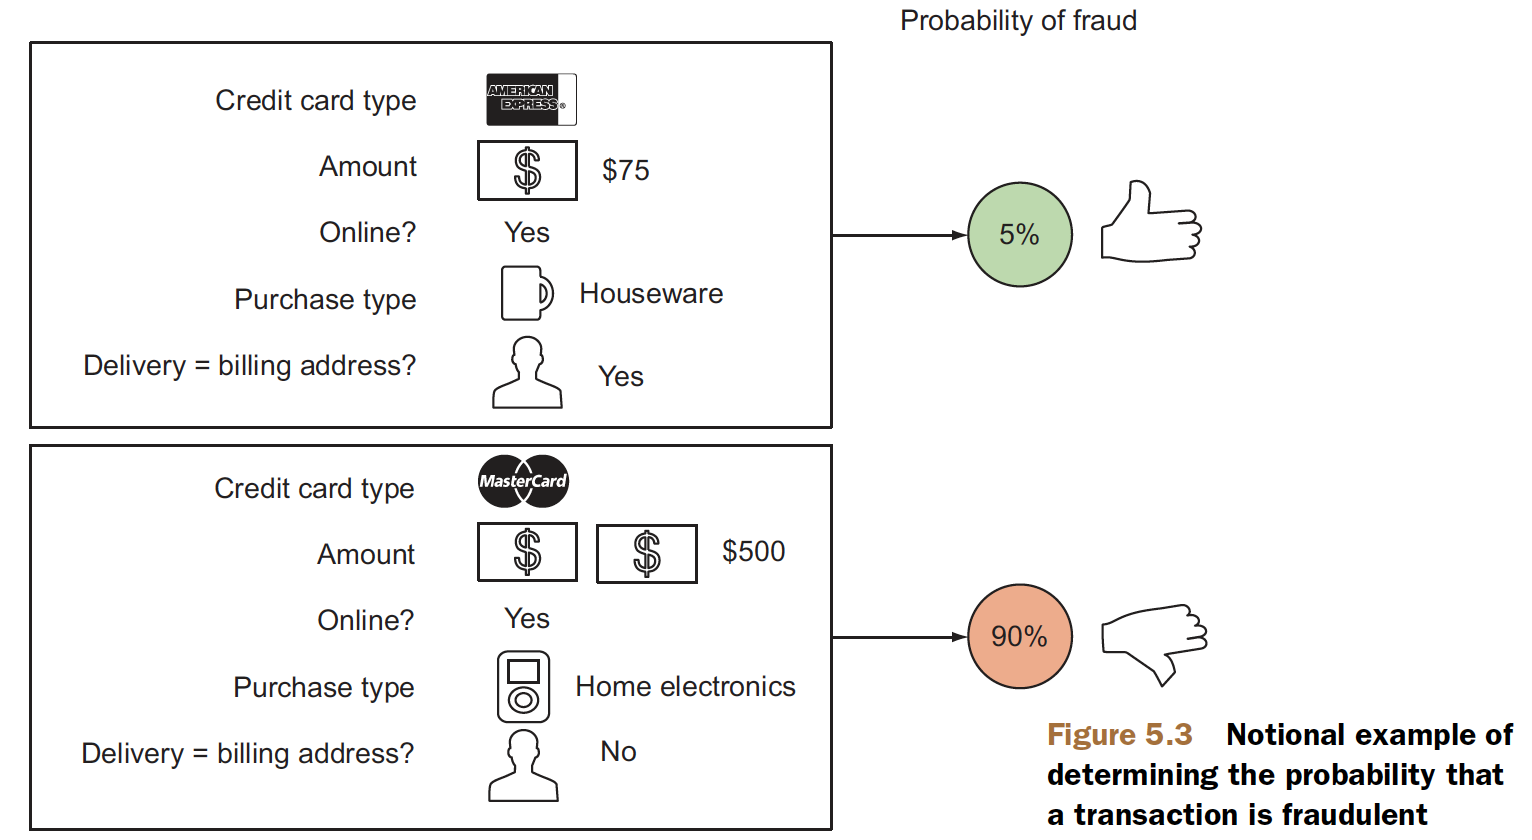 Probability of fraud
Credit card type
AMERICAN
EXPRESS®
Amount
$
$75
Online?
Yes
Purchase type
Houseware
Delivery = billing address?
Yes
5%
Credit card type
MasterCard
Amount
$
$
$500
Online?
Yes
Purchase type
Home electronics
Delivery = billing address?
No
90%
Figure 5.3 Notional example of
determining the probability that
a transaction is fraudulent